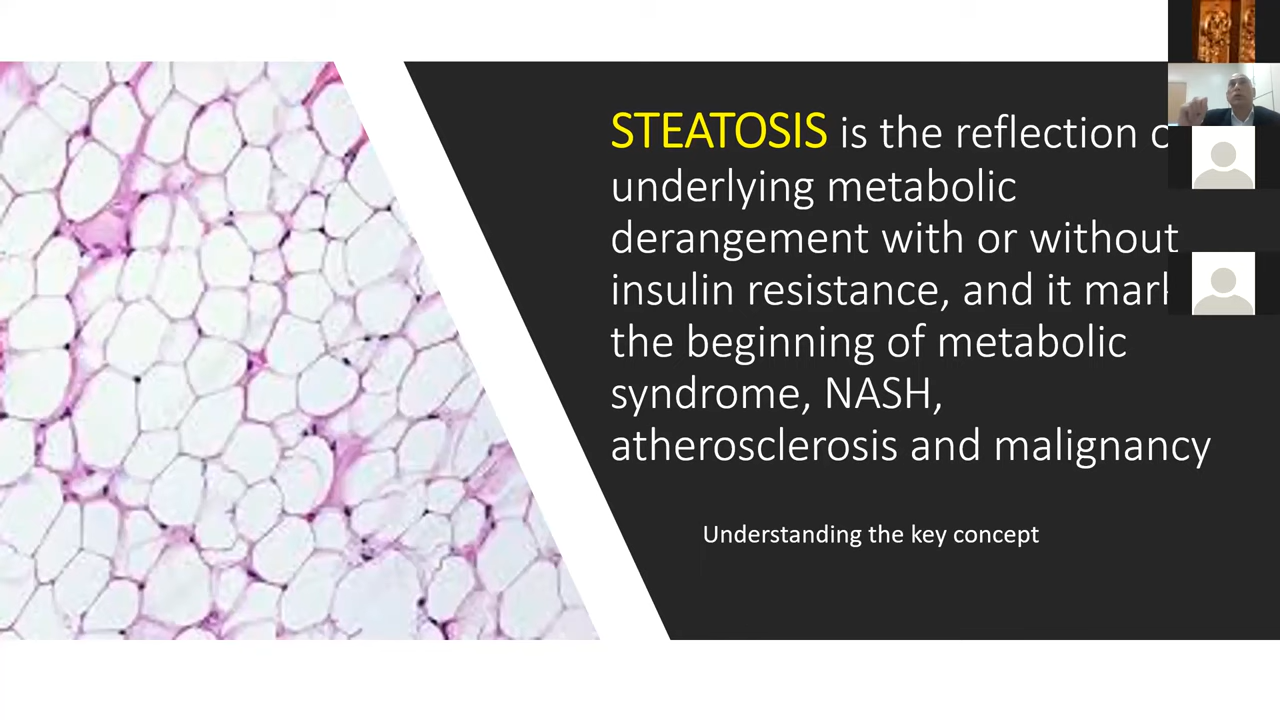 STEATOSIS is the reflection
underlying metabolic
derangement with or without
insulin resistance, and it
the beginning of metabolic
syndrome, NASH,
atherosclerosis and malignancy
Understanding the key concept